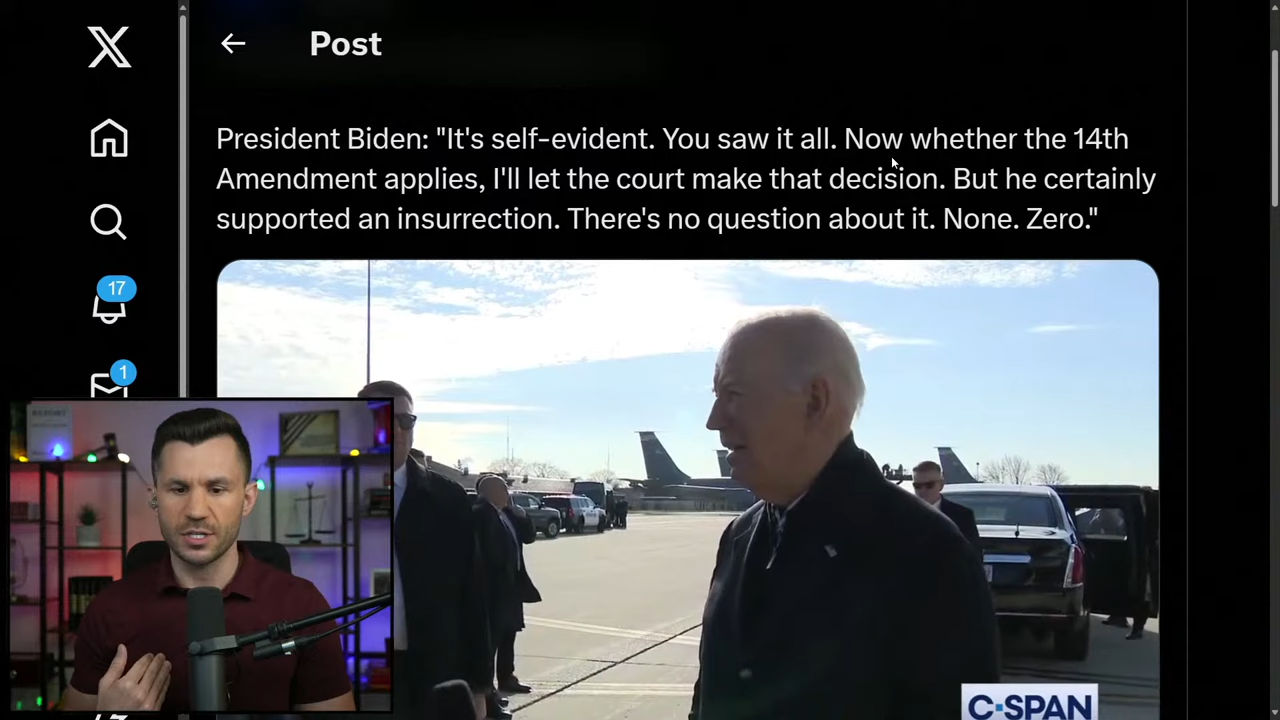 Post
President Biden: "It's self-evident. You saw it all. Now whether the 14th
Amendment applies, I'll let the court make that decision. But he certainly
supported an insurrection. There's no question about it. None. Zero."
17
1
C-SPAN